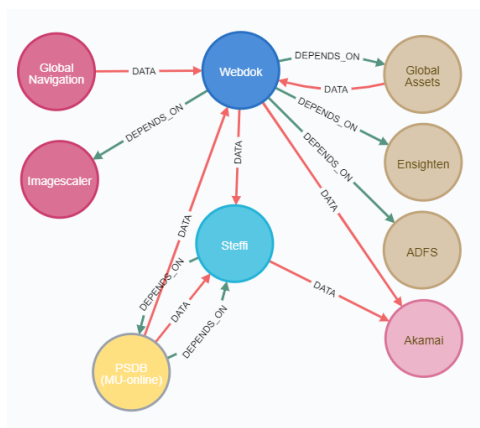 Global
Navigation
DATA
Webdok
DEPENDS_ON
Global
Assets
DATA
DEPENDS_ON
DEPENDS_ON
Ensighten
Imagescaler
DEPENDS_ON
DATA
DATA
DATA
Steffi
ADFS
DEPENDS_ON
DATA
DATA
DEPENDS_ON
Akamai
PSDB
(MU-online)